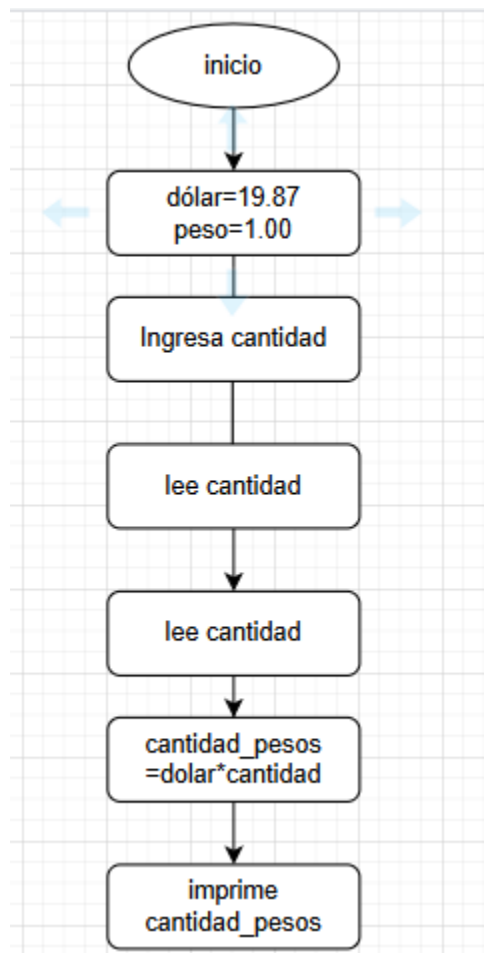 inicio
dólar=19.87
peso=1.00
Ingresa cantidad
lee cantidad
lee cantidad
cantidad_pesos
=dolar*cantidad
imprime
cantidad_pesos